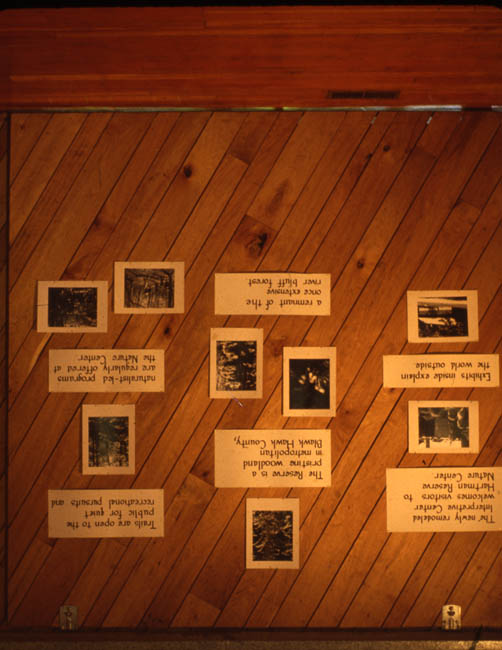 The newly remodeled
Interpretive Center
welcomes visitors to
Hartman Reserve
Nature Center.
Exhibits inside explain
the world outside.
The Reserve is a
pristine woodland
in metropolitan
Black Hawk County,
a remnant of the
once extensive
river bluff forest
Trails are open to the
public for quiet
recreational pursuits and
naturalist-led programs
are regularly offered at
the Nature Center.